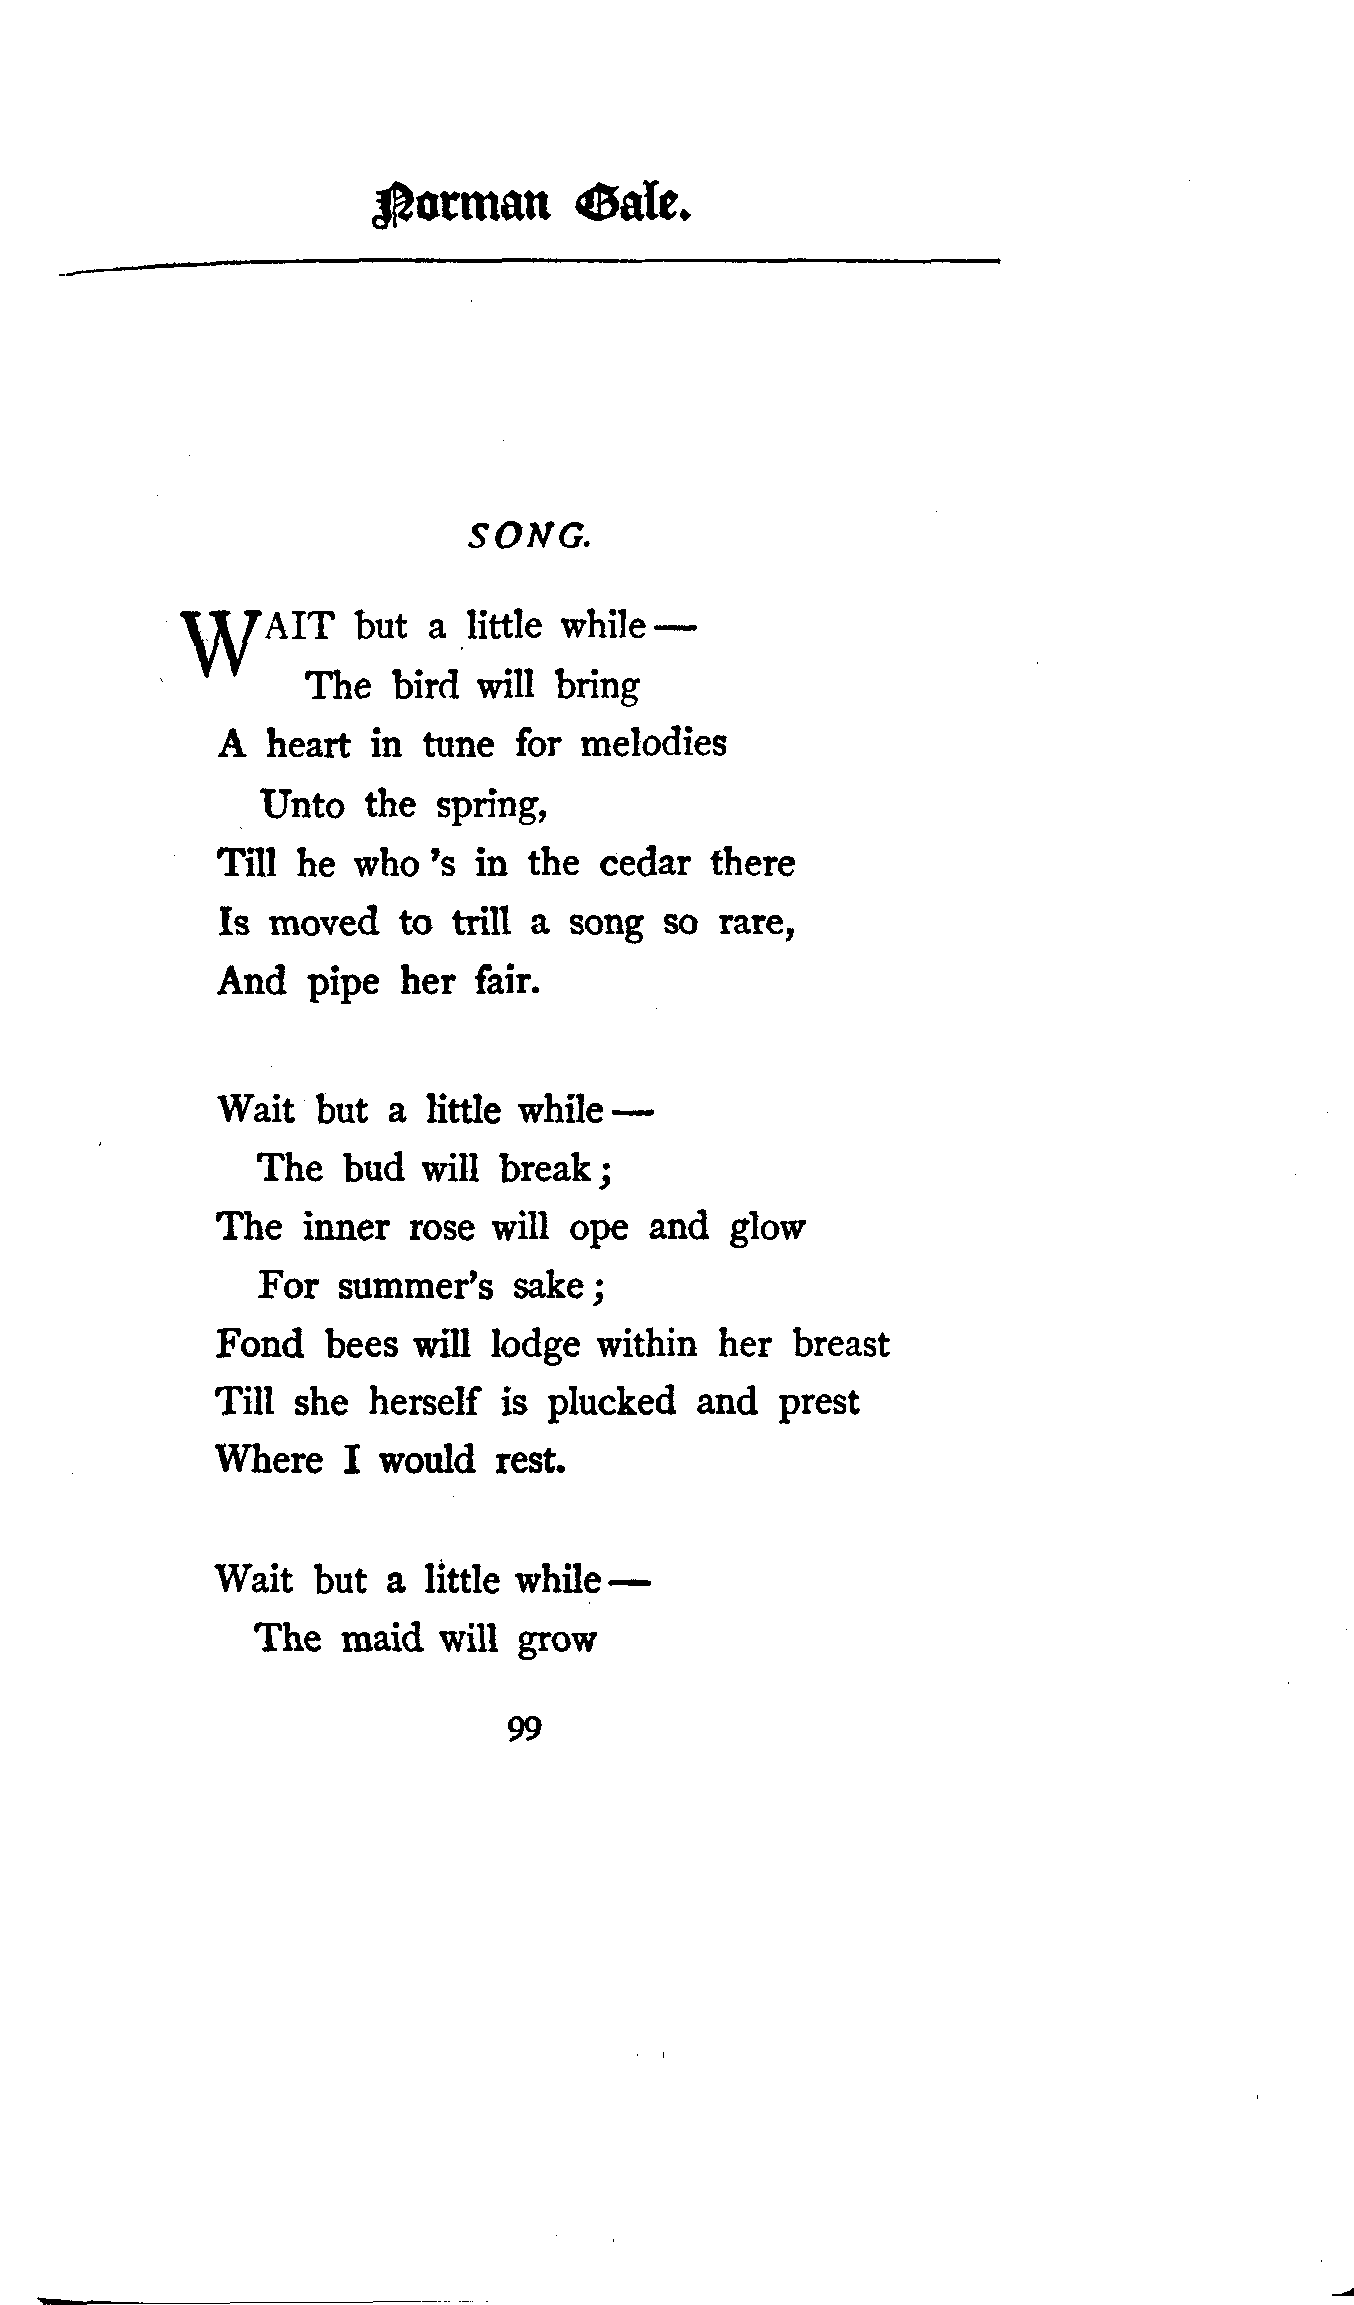 Norman Gale.
SONG.
WAIT but a little while—
The bird will bring
A heart in tune for melodies
Unto the spring,
Till he who 's in the cedar there
Is moved to trill a song so rare,
And pipe her fair.
Wait but a little while—
The bud will break;
The inner rose will ope and glow
For summer's sake;
Fond bees will lodge within her breast
Till she herself is plucked and prest
Where I would rest.
Wait but a little while—
The maid will grow
99